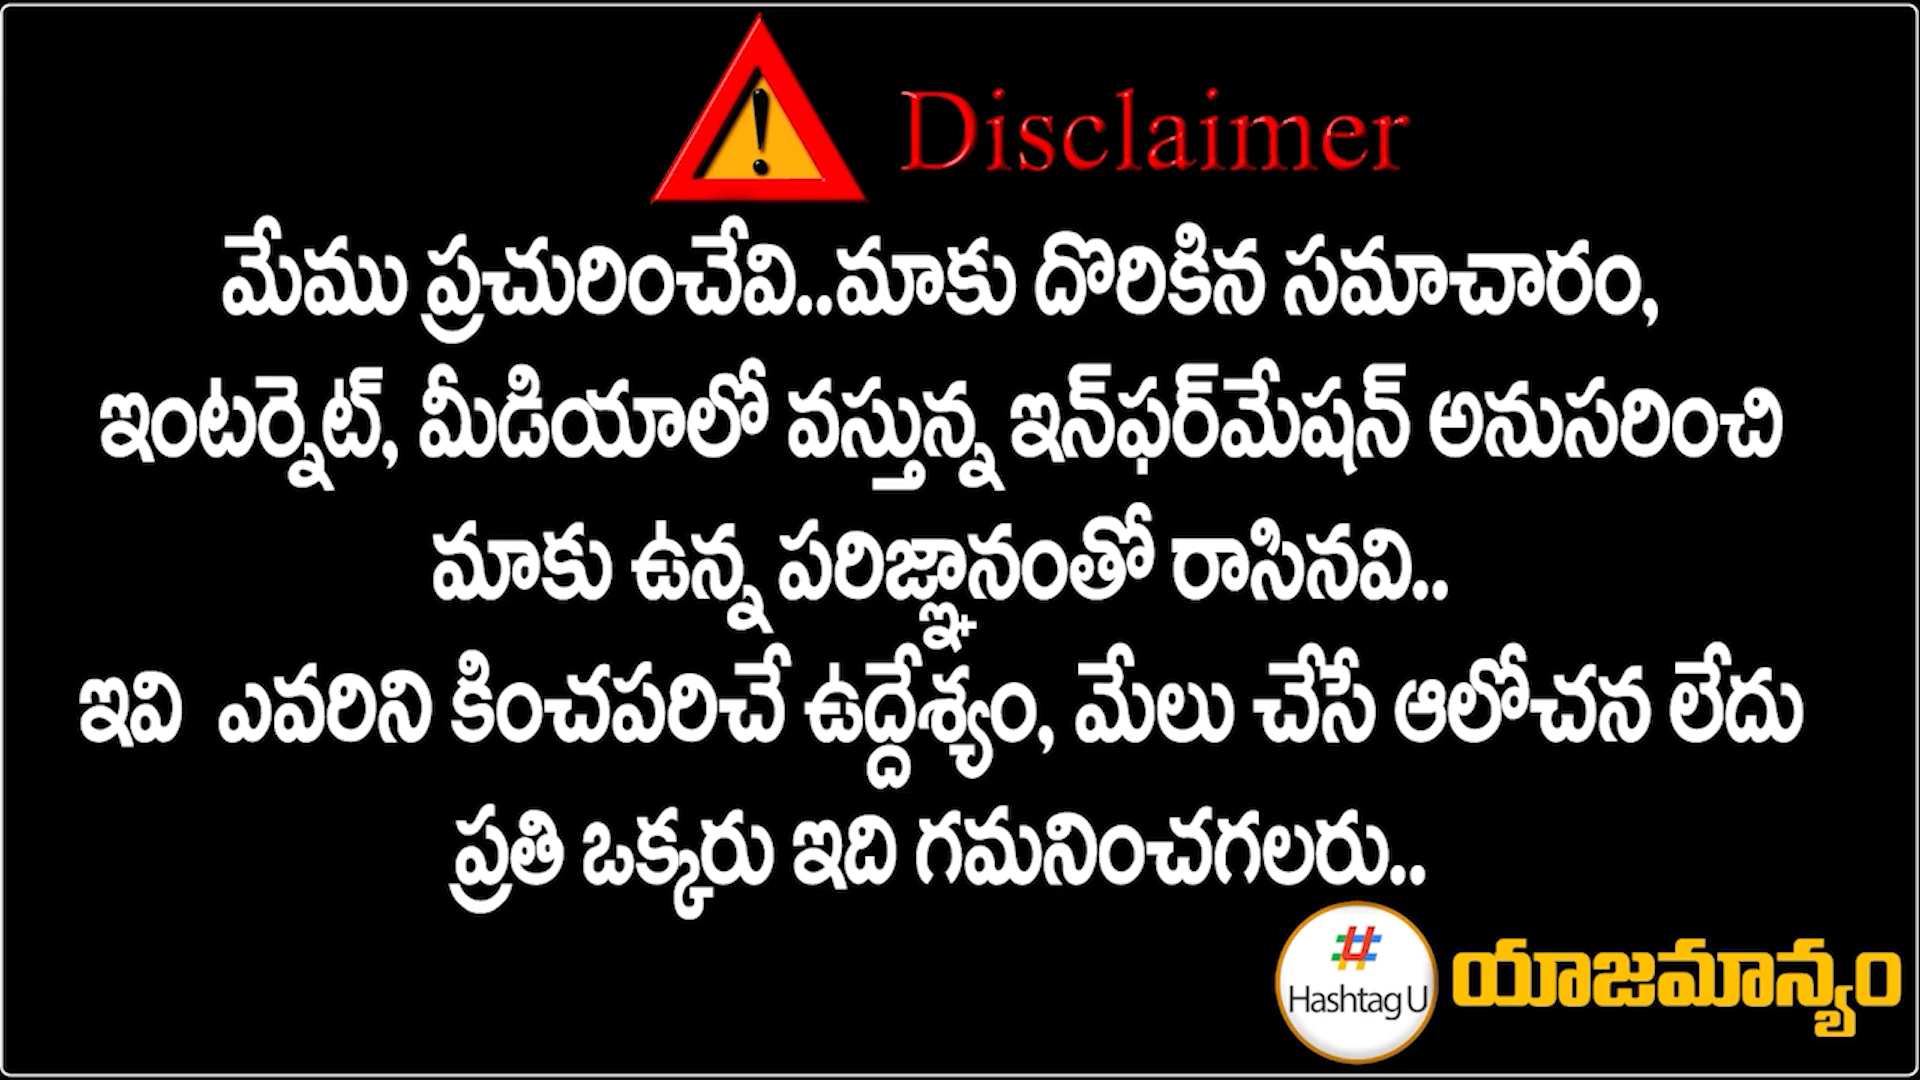 Disclaimer
మేము ప్రచురించేవి..మాకు దొరికిన సమాచారం,
ఇంటర్నెట్, మీడియాలో వస్తున్న ఇన్‌ఫర్‌మేషన్ అనుసరించి
మాకు ఉన్న పరిజ్ఞానంతో రాసినవి..
ఇవి ఎవరిని కించపరిచే ఉద్దేశ్యం, మేలు చేసే ఆలోచన లేదు
ప్రతి ఒక్కరు ఇది గమనించగలరు..
Hashtag U
యాజమాన్యం